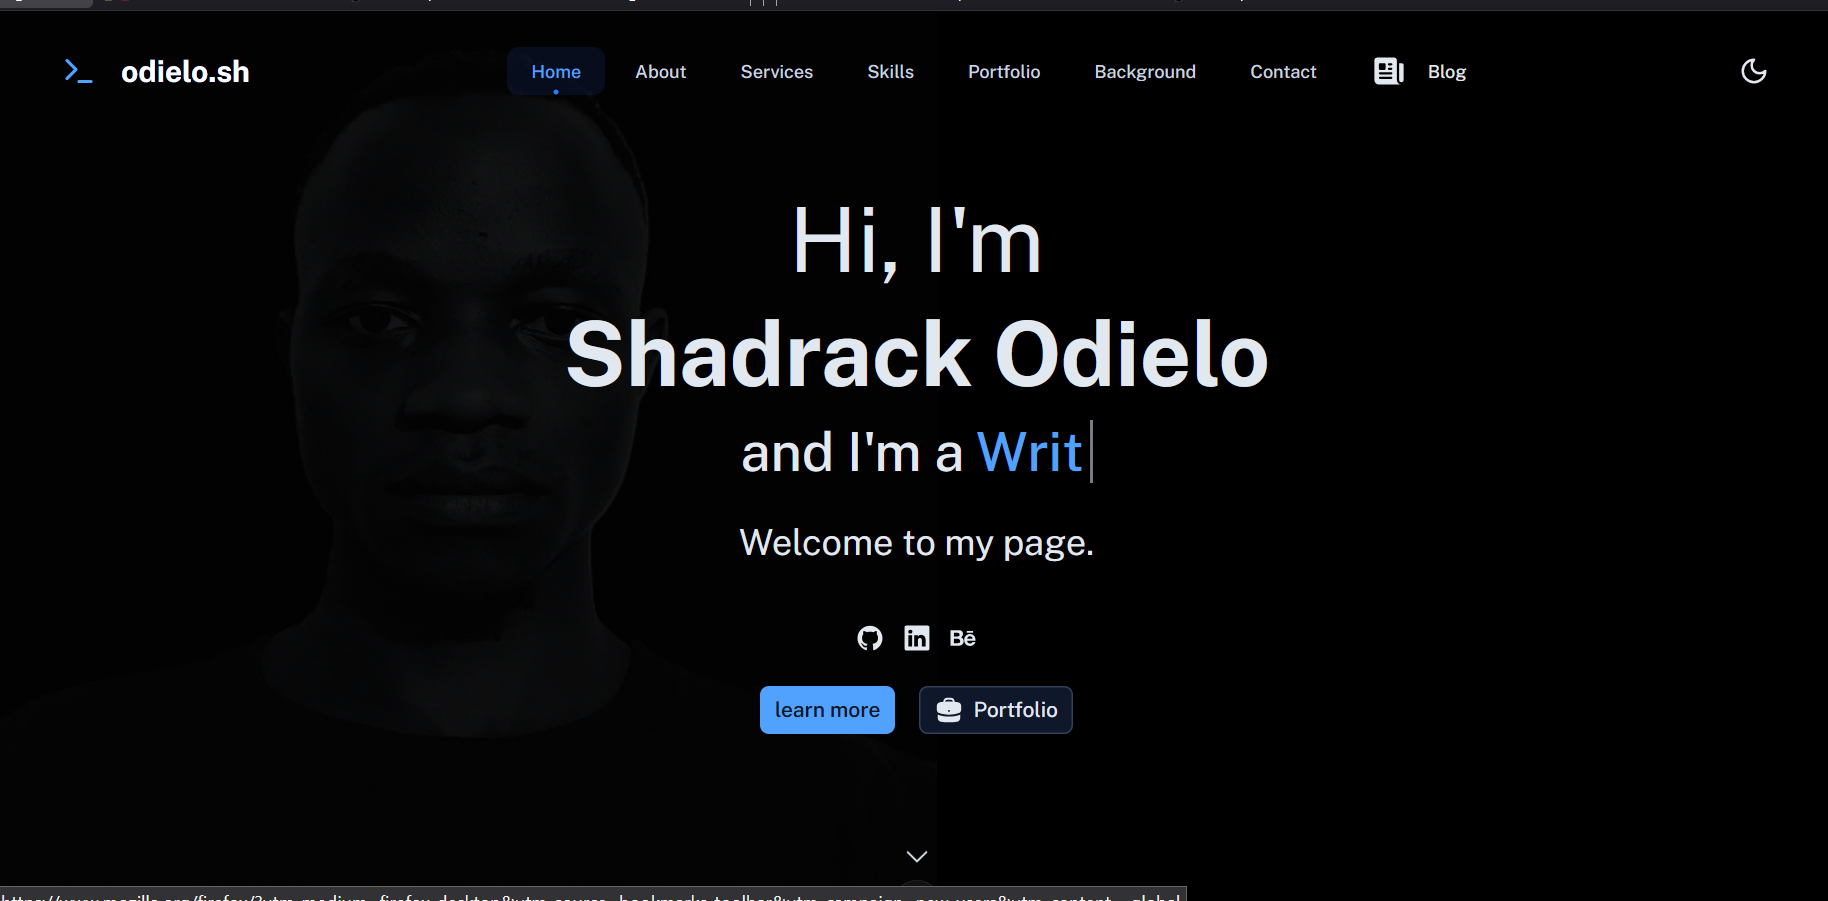 odielo.sh
Home
About
Services
Skills
Portfolio
Background
Contact
Blog
Hi, I'm
Shadrack Odielo
and I'm a Writ
Welcome to my page.
in
Bē
learn more
Portfolio